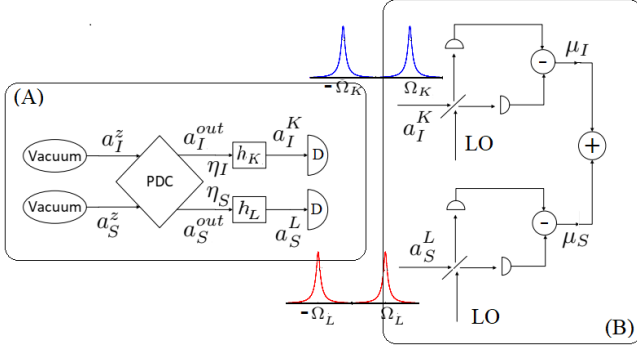 (A)
Vacuum
a_I^z
PDC
a_I^{out}
η_I
h_K
a_I^K
D
Vacuum
a_S^z
a_S^{out}
η_S
h_L
a_S^L
D
-Ω_K
Ω_K
-Ω_L
Ω_L
a_I^K
LO
-
μ_I
+
a_S^L
LO
-
μ_S
(B)